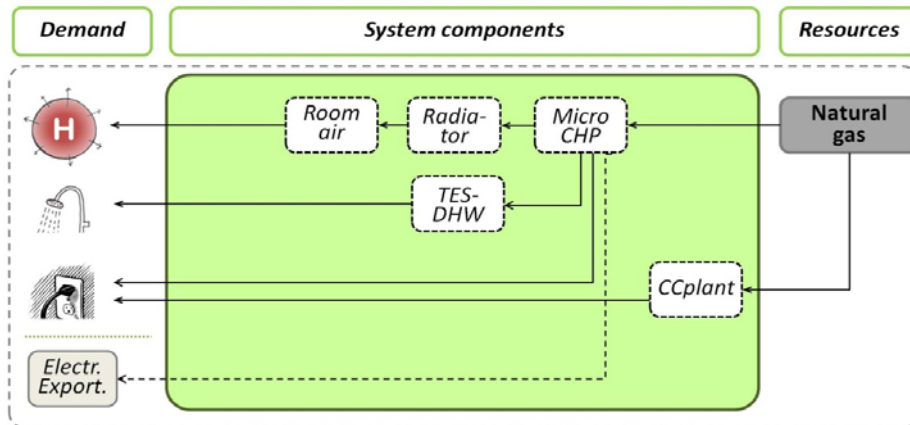 Demand
System components
Resources
H
Room
air
Radia-
tor
Micro
CHP
Natural
gas
TES-
DHW
CCplant
Electr.
Export.